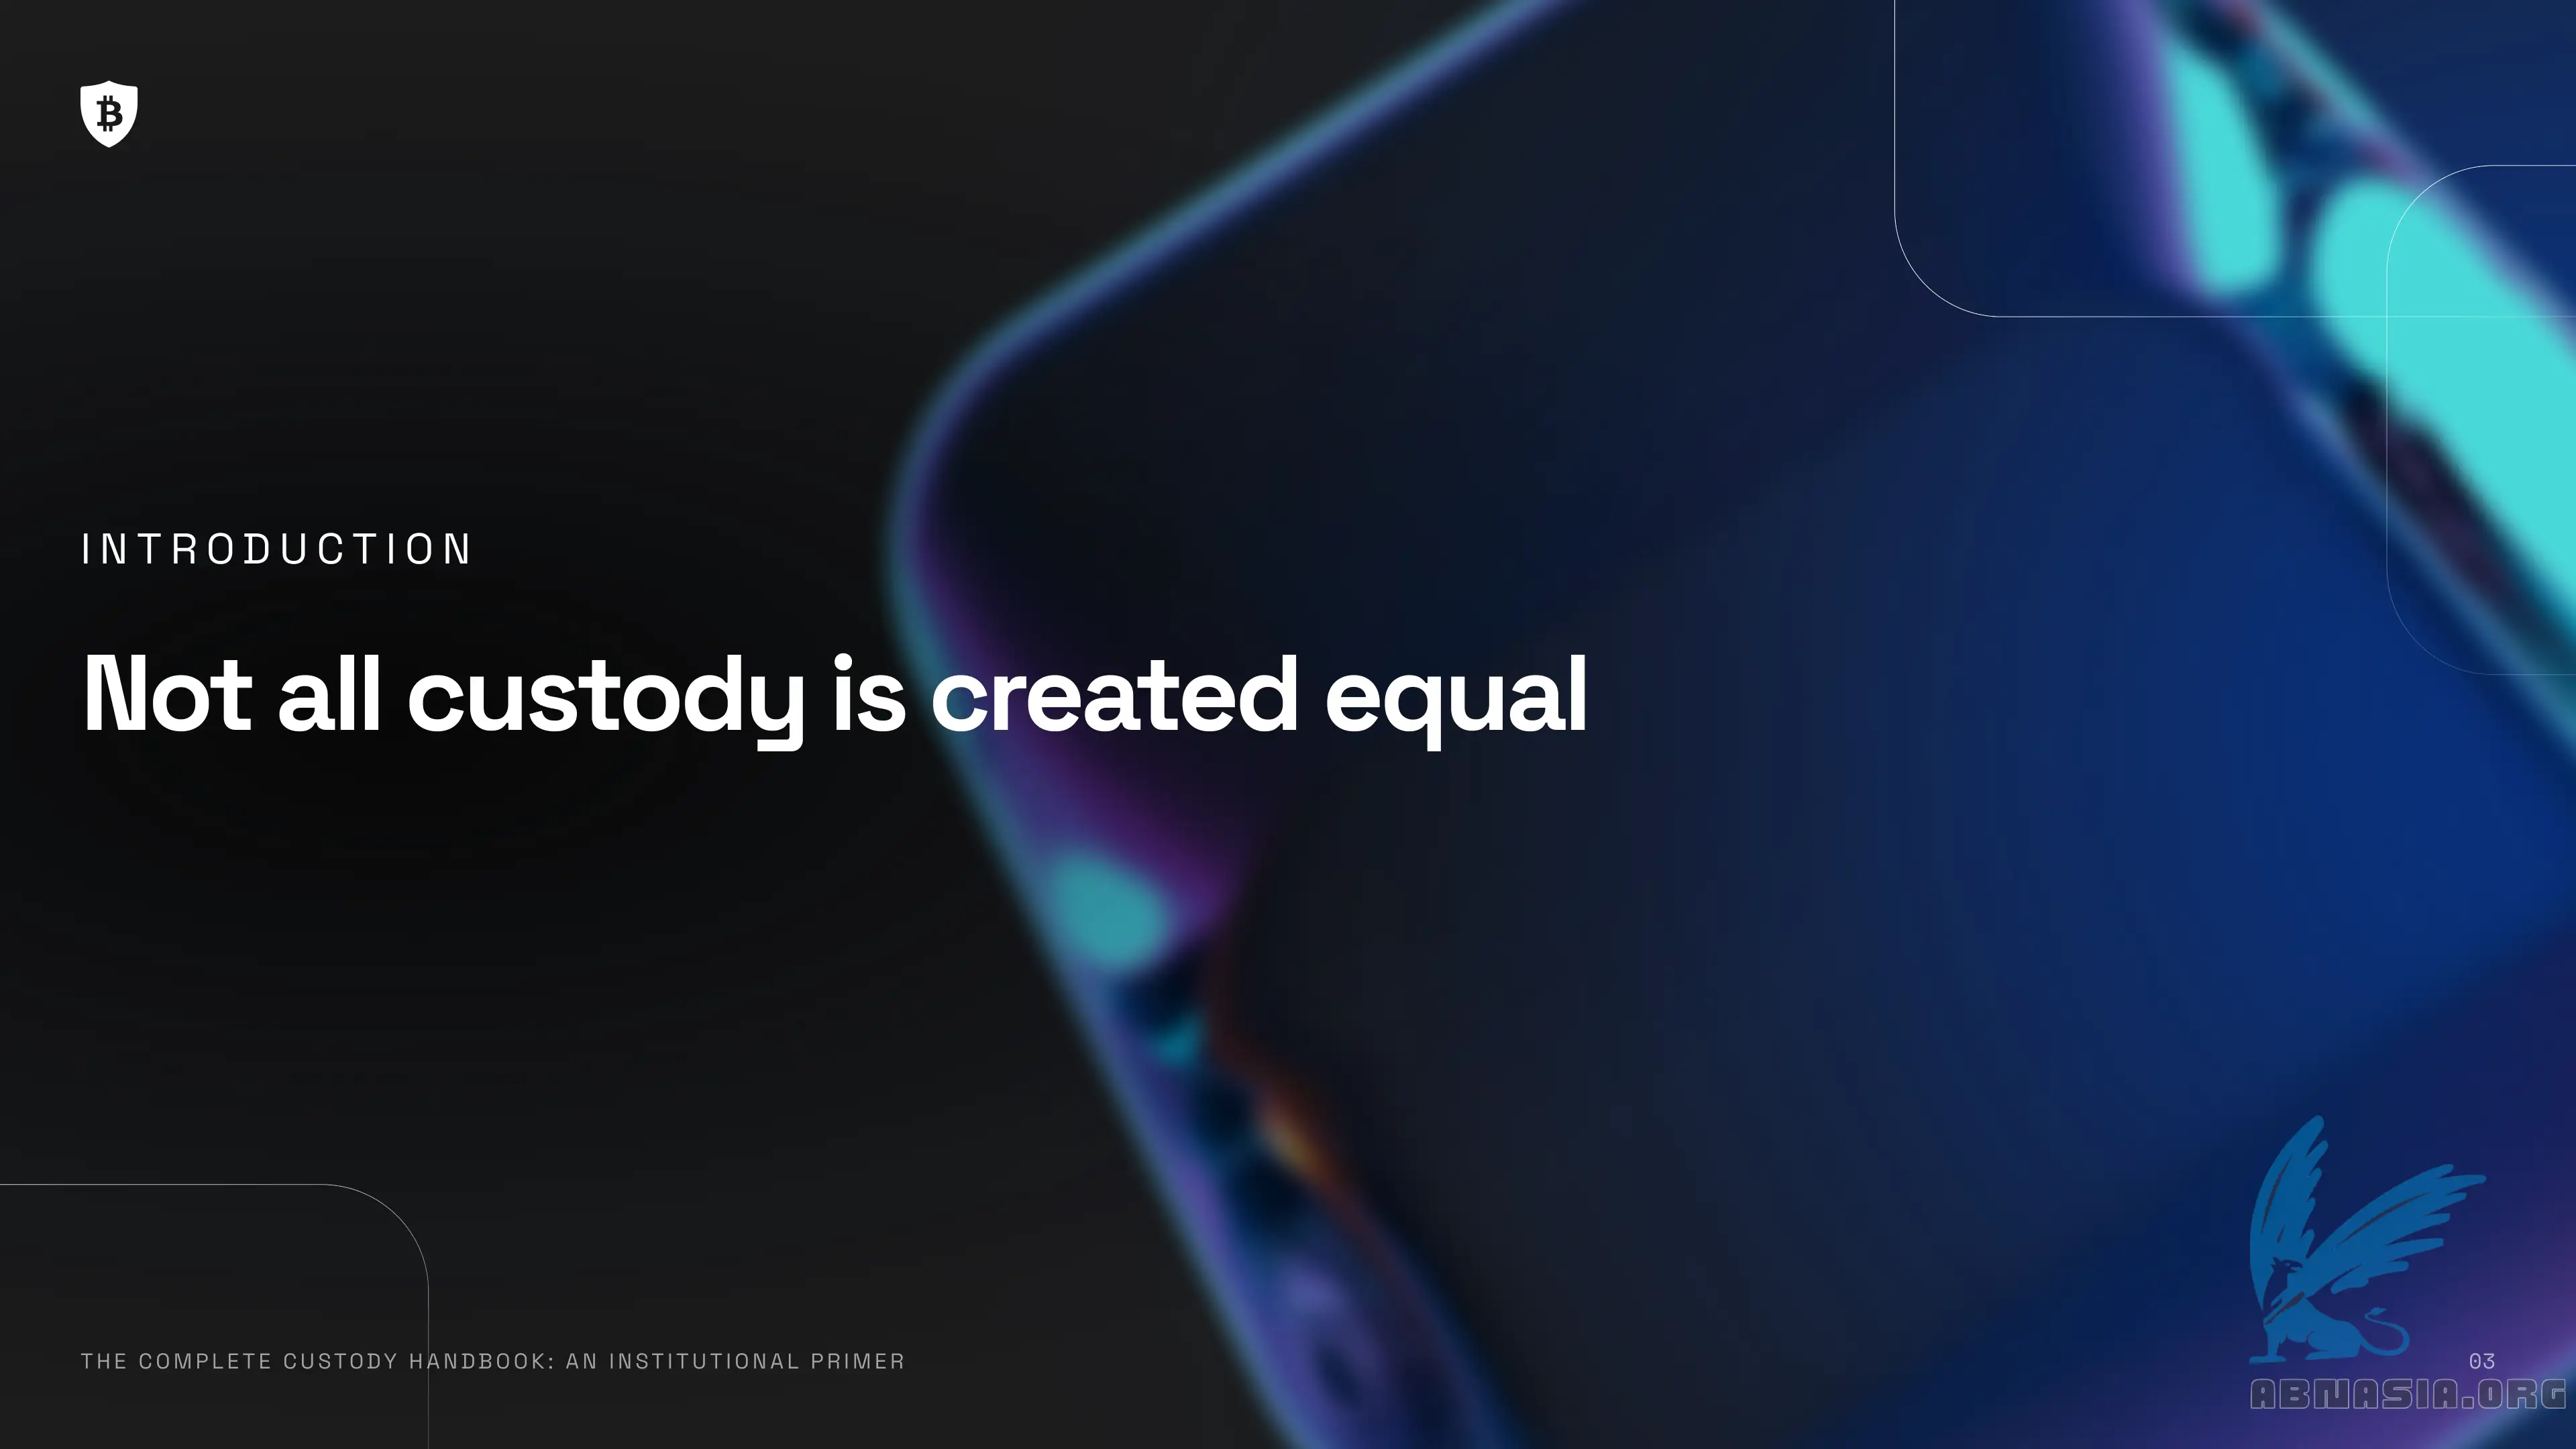 INTRODUCTION
Not all custody is created equal
THE COMPLETE CUSTODY HANDBOOK: AN INSTITUTIONAL PRIMER
03
ABNASIA.ORG